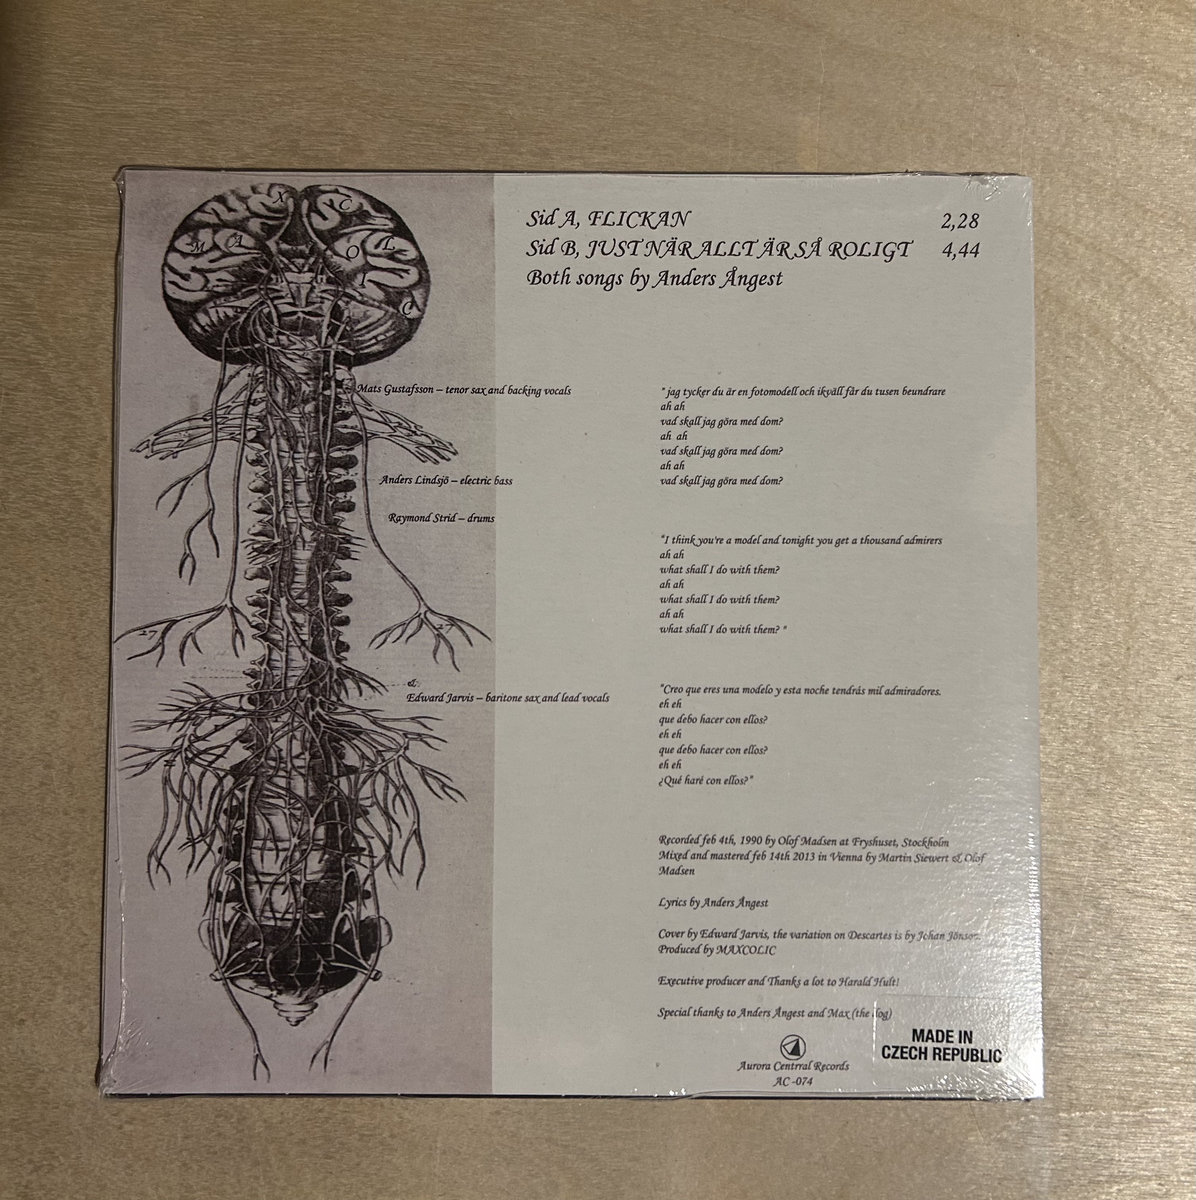 Sid A, FLICKAN 2,28
Sid B, JUST NÄR ALLT ÄR SÅ ROLIGT 4,44
Both songs by Anders Ångest
X C
M A O L
I
C
Mats Gustafsson – tenor sax and backing vocals
Anders Lindsjö – electric bass
Raymond Strid – drums
27 27
&
Edward Jarvis – baritone sax and lead vocals
" jag tycker du är en fotomodell och ikväll får du tusen beundrare
ah ah
vad skall jag göra med dom?
ah ah
vad skall jag göra med dom?
ah ah
vad skall jag göra med dom?
"I think you're a model and tonight you get a thousand admirers
ah ah
what shall I do with them?
ah ah
what shall I do with them?
ah ah
what shall I do with them? "
"Creo que eres una modelo y esta noche tendrás mil admiradores.
eh eh
que debo hacer con ellos?
eh eh
que debo hacer con ellos?
eh eh
¿Qué haré con ellos?"
Recorded feb 4th, 1990 by Olof Madsen at Fryshuset, Stockholm
Mixed and mastered feb 14th 2013 in Vienna by Martin Siewert & Olof
Madsen
Lyrics by Anders Ångest
Cover by Edward Jarvis, the variation on Descartes is by Johan Jönson.
Produced by MAXCOLIC
Executive producer and Thanks a lot to Harald Hult!
Special thanks to Anders Ångest and Max (the dog)
Aurora Centrral Records
AC -074
MADE IN
CZECH REPUBLIC